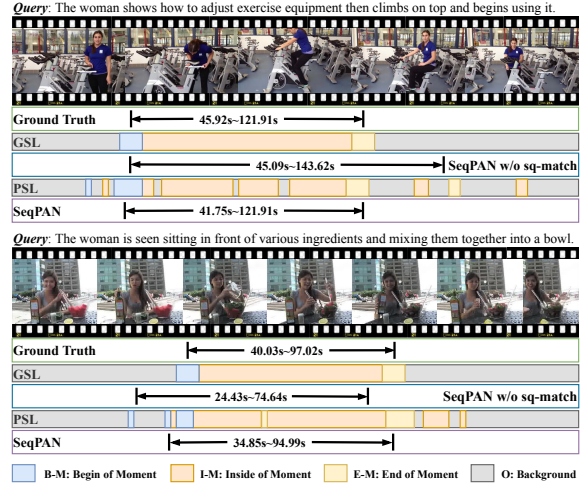 Query: The woman shows how to adjust exercise equipment then climbs on top and begins using it.
Ground Truth
45.92s~121.91s
GSL
45.09s~143.62s
SeqPAN w/o sq-match
PSL
SeqPAN
41.75s~121.91s
Query: The woman is seen sitting in front of various ingredients and mixing them together into a bowl.
Ground Truth
40.03s~97.02s
GSL
24.43s~74.64s
SeqPAN w/o sq-match
PSL
SeqPAN
34.85s~94.99s
B-M: Begin of Moment
I-M: Inside of Moment
E-M: End of Moment
O: Background